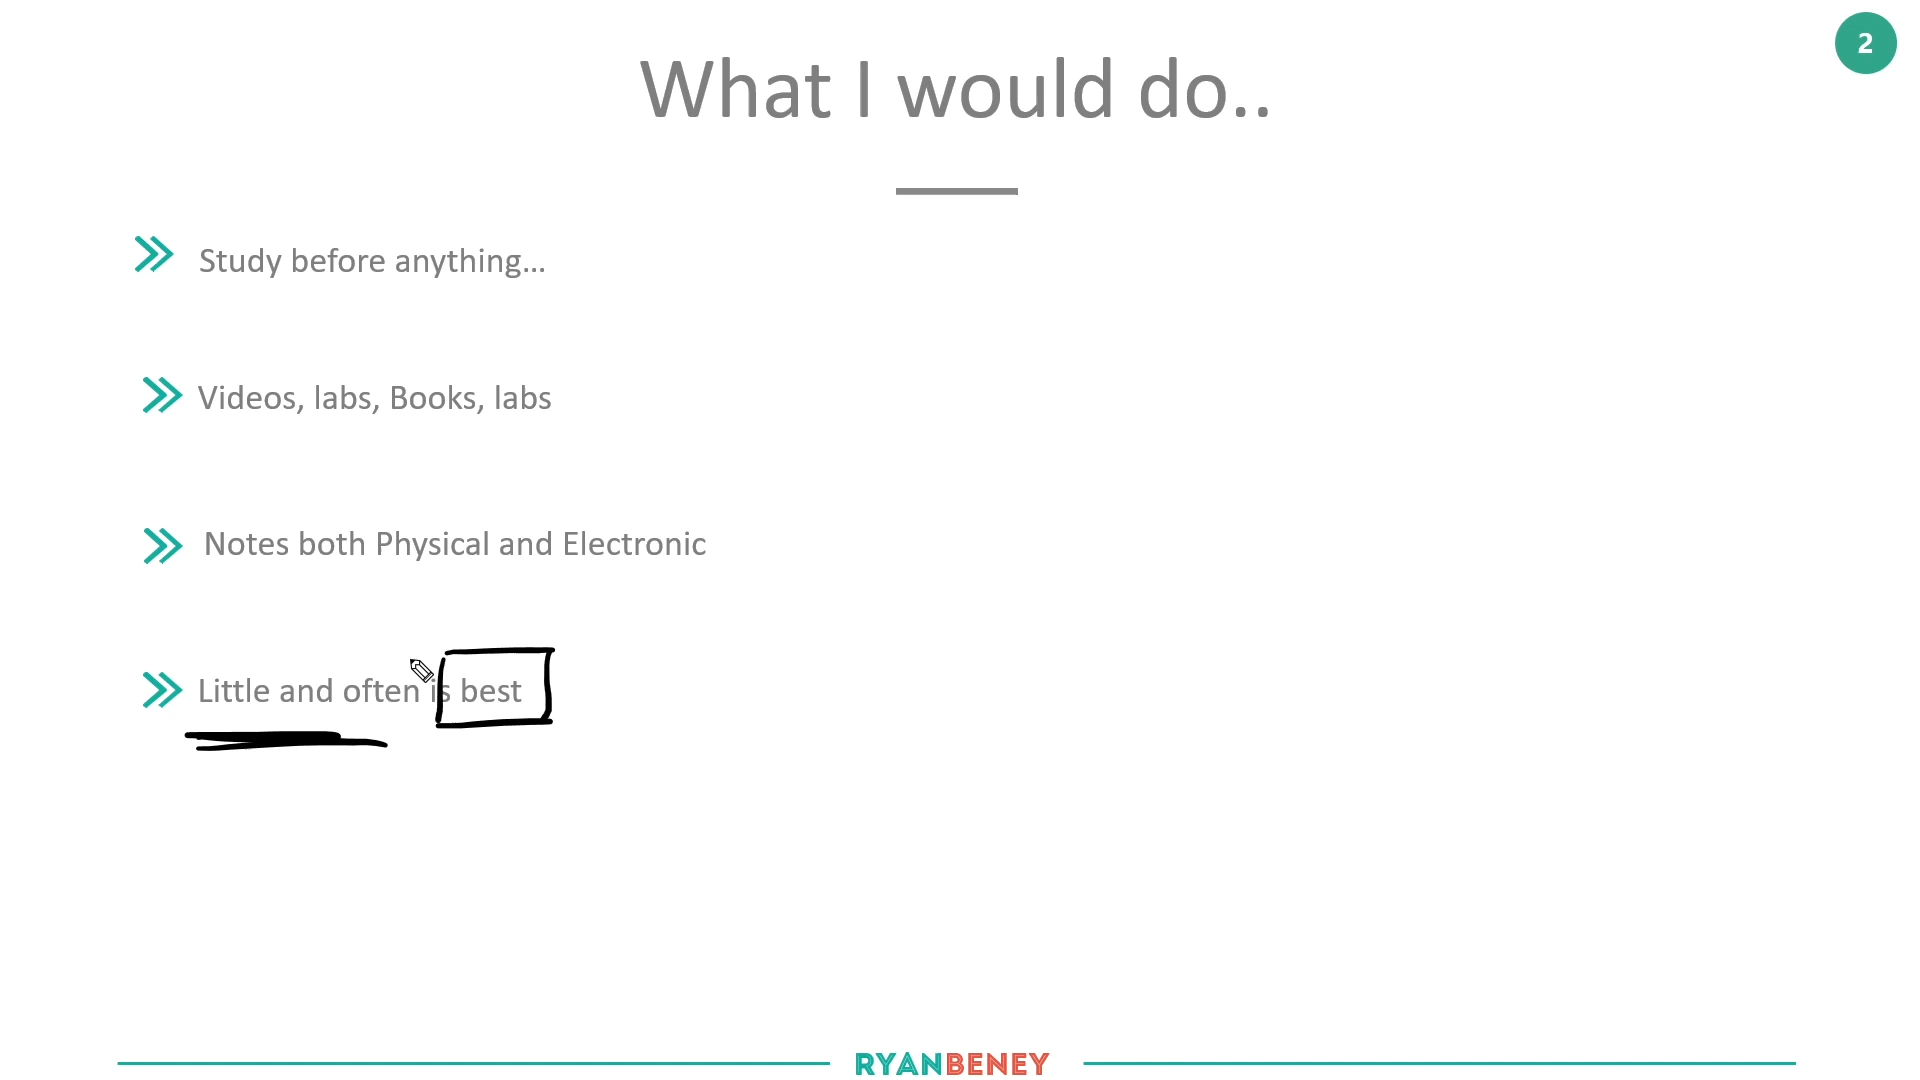 2
What I would do..
Study before anything...
Videos, labs, Books, labs
Notes both Physical and Electronic
Little and often is best
RYANBENEY